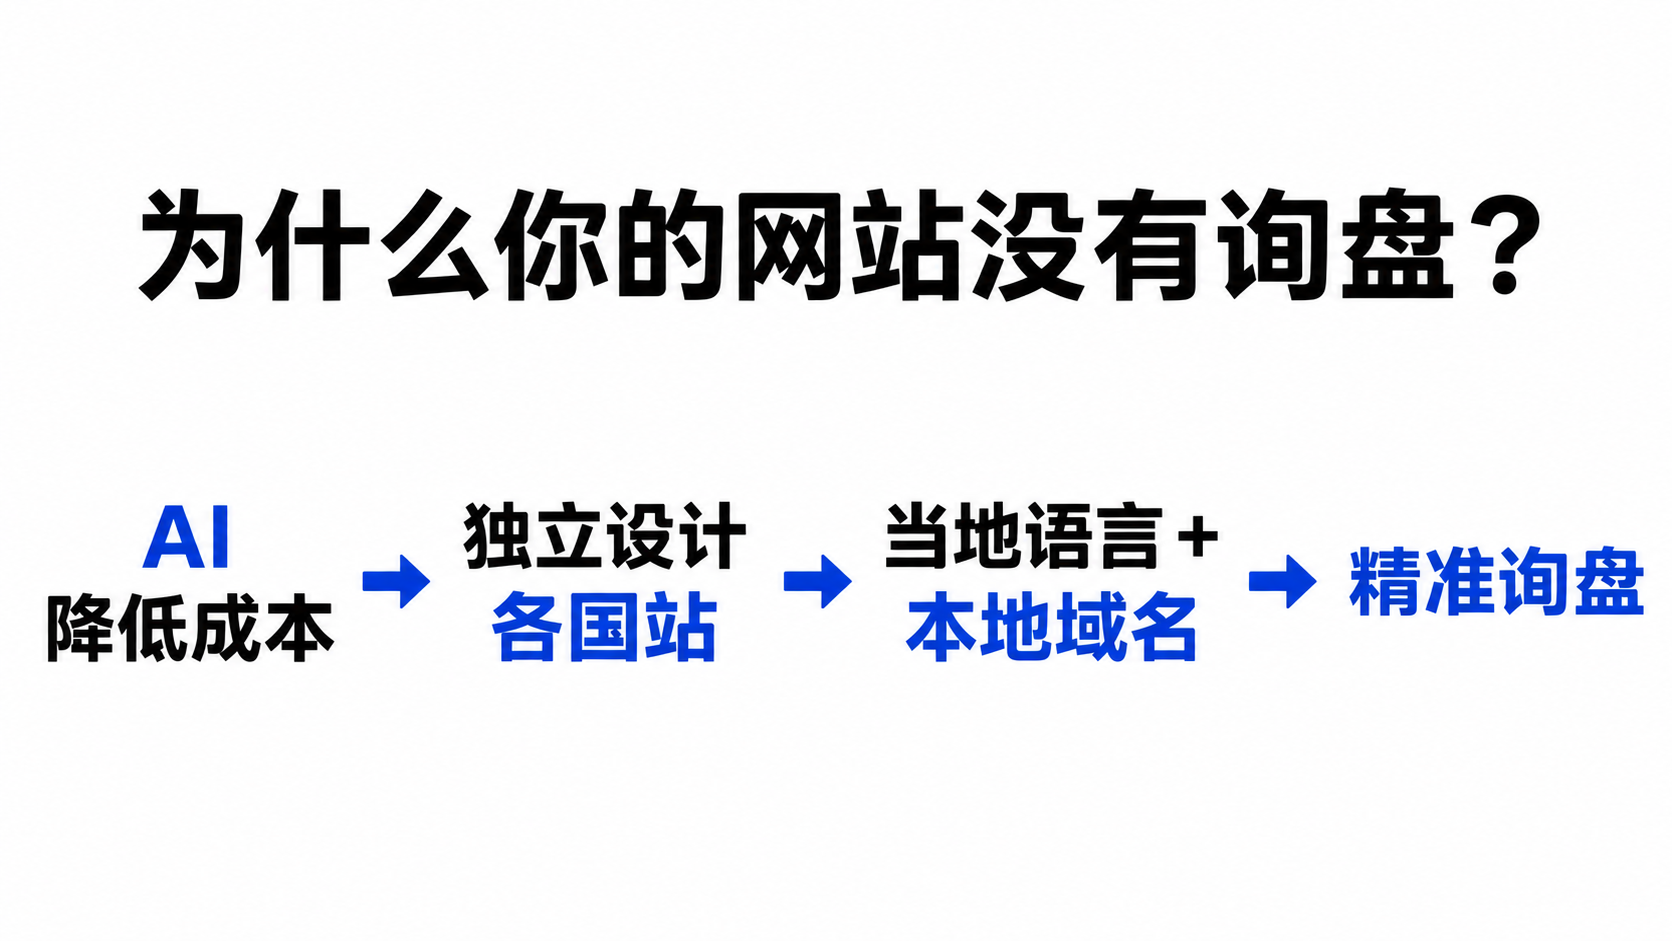 为什么你的网站没有询盘？
AI
降低成本
独立设计
各国站
当地语言+
本地域名
精准询盘